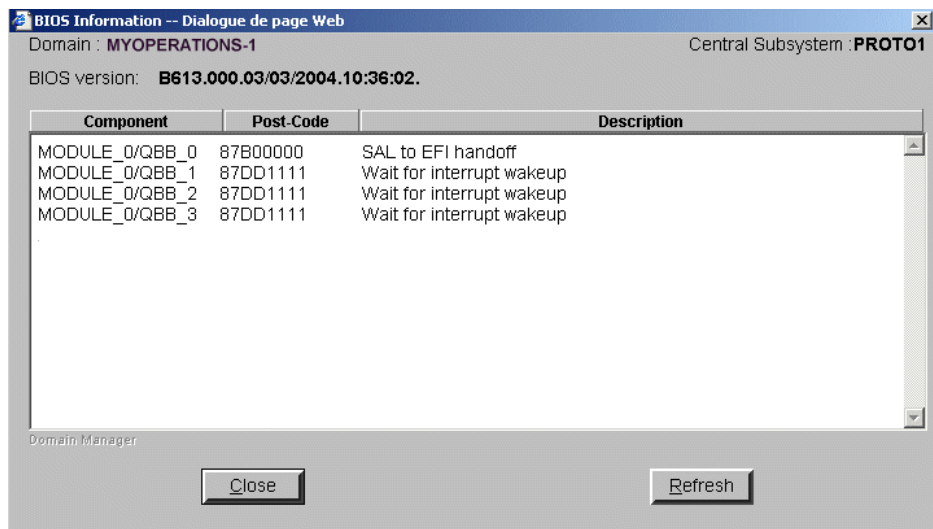 BIOS Information -- Dialogue de page Web
Domain : MYOPERATIONS-1 Central Subsystem :PROTO1
BIOS version: B613.000.03/03/2004.10:36:02.
Component Post-Code Description
MODULE_0/QBB_0 87B00000 SAL to EFI handoff
MODULE_0/QBB_1 87DD1111 Wait for interrupt wakeup
MODULE_0/QBB_2 87DD1111 Wait for interrupt wakeup
MODULE_0/QBB_3 87DD1111 Wait for interrupt wakeup
Domain Manager
Close Refresh